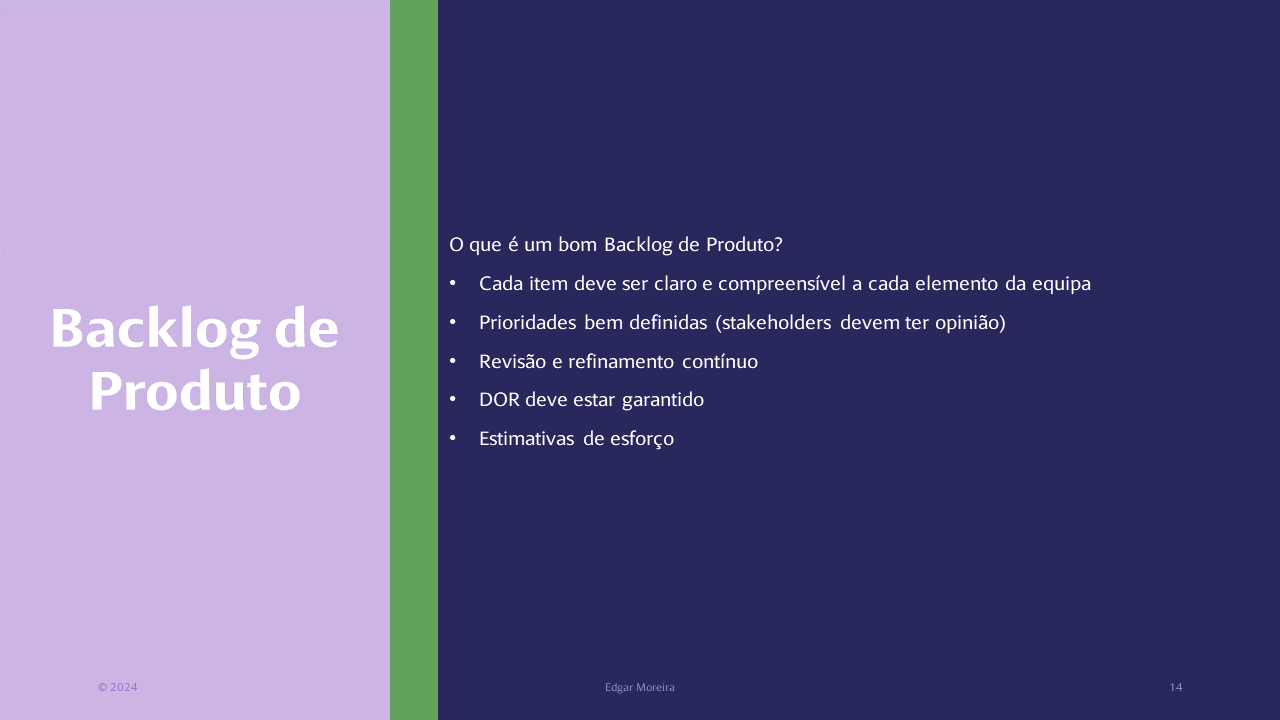 Backlog de
Produto
O que é um bom Backlog de Produto?
• Cada item deve ser claro e compreensível a cada elemento da equipa
• Prioridades bem definidas (stakeholders devem ter opinião)
• Revisão e refinamento contínuo
• DOR deve estar garantido
• Estimativas de esforço
© 2024
Edgar Moreira
14